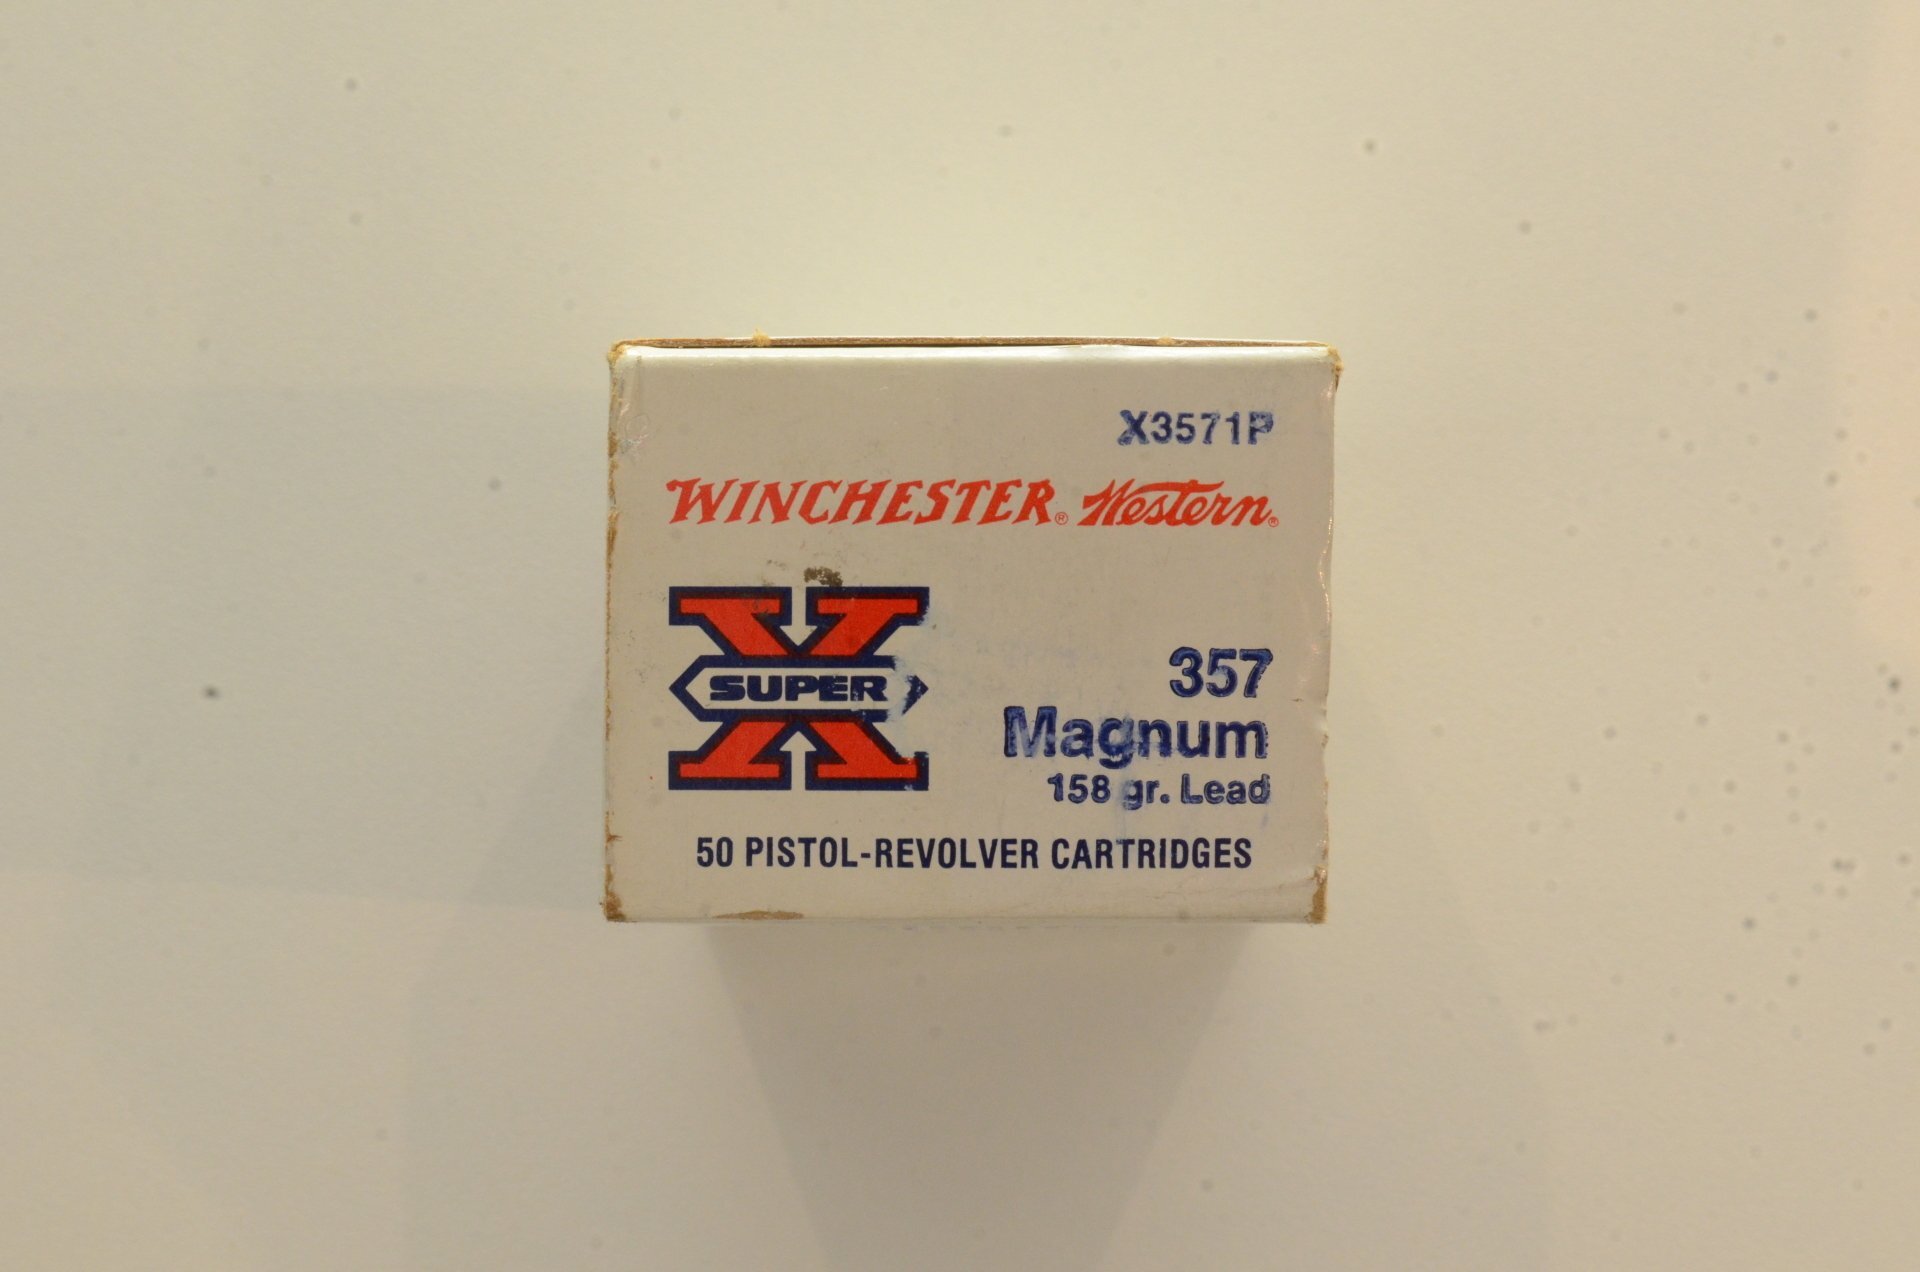 X3571P
WINCHESTER® Western®
SUPER X
357
Magnum
158 gr. Lead
50 PISTOL-REVOLVER CARTRIDGES